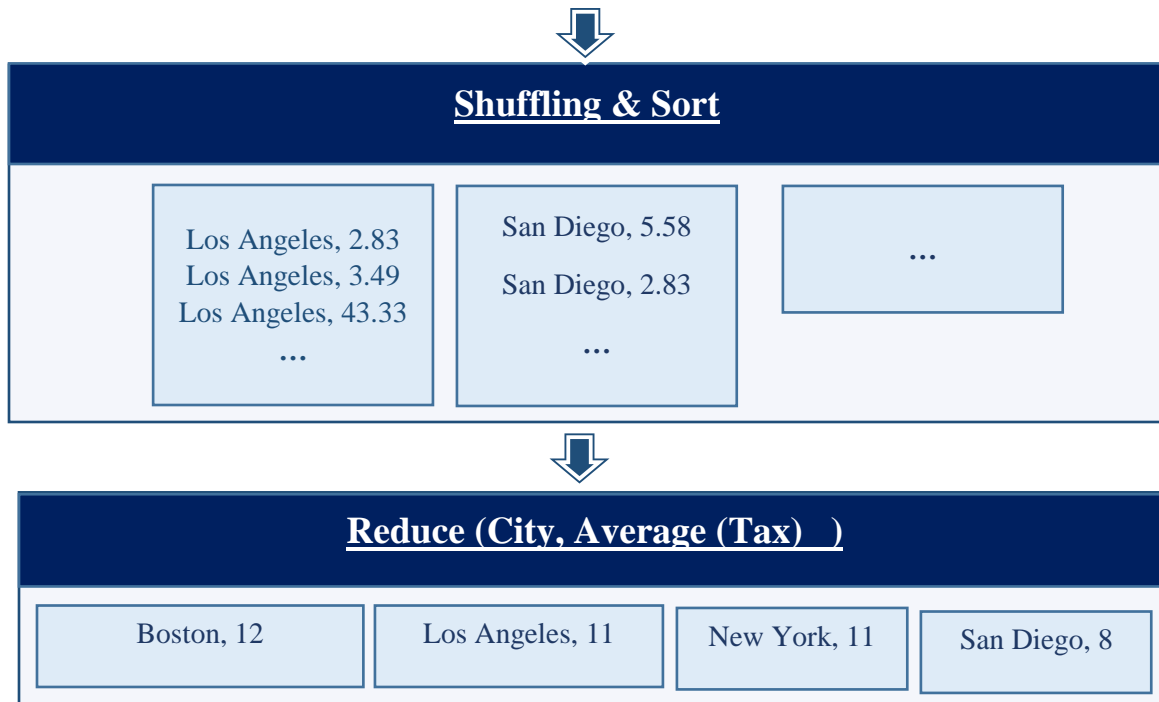 Shuffling & Sort
Los Angeles, 2.83
Los Angeles, 3.49
Los Angeles, 43.33
...
San Diego, 5.58
San Diego, 2.83
...
...
Reduce (City, Average (Tax)   )
Boston, 12
Los Angeles, 11
New York, 11
San Diego, 8